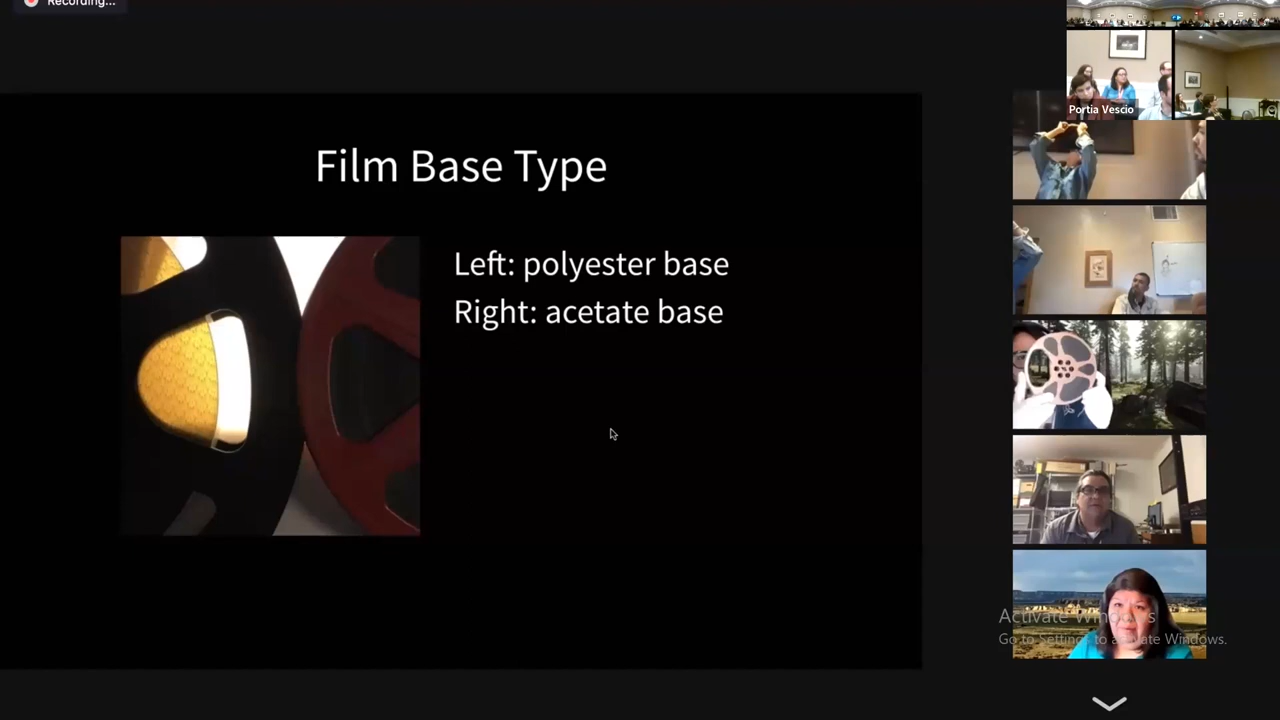 Recording...
Portia Vescio
Film Base Type
Left: polyester base
Right: acetate base
Activate Windows
Go to Settings to activate Windows.